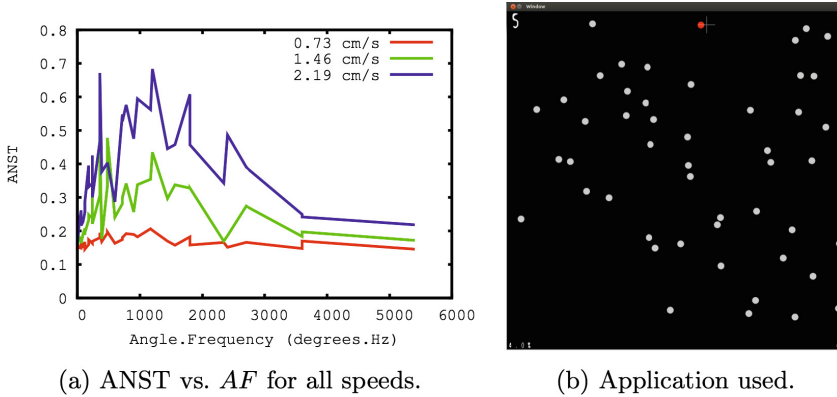 0.8
0.7
0.6
0.5
0.4
0.3
0.2
0.1
0
ANST
0.73 cm/s
1.46 cm/s
2.19 cm/s
0 1000 2000 3000 4000 5000 6000
Angle.Frequency (degrees.Hz)
(a) ANST vs. AF for all speeds.
Window
5
4.0%
(b) Application used.